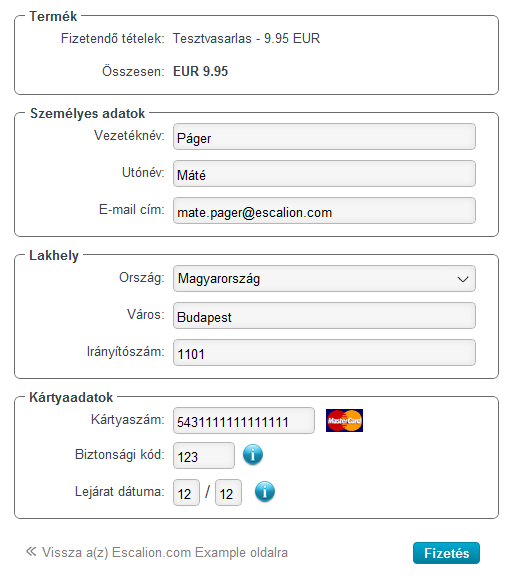 Termék
Fizetendő tételek: Tesztvasarlas - 9.95 EUR
Összesen: EUR 9.95
Személyes adatok
Vezetéknév: Páger
Utónév: Máté
E-mail cím: mate.pager@escalion.com
Lakhely
Ország: Magyarország
Város: Budapest
Irányítószám: 1101
Kártyaadatok
Kártyaszám: 5431111111111111 MasterCard
Biztonsági kód: 123 i
Lejárat dátuma: 12 / 12 i
« Vissza a(z) Escalion.com Example oldalra Fizetés